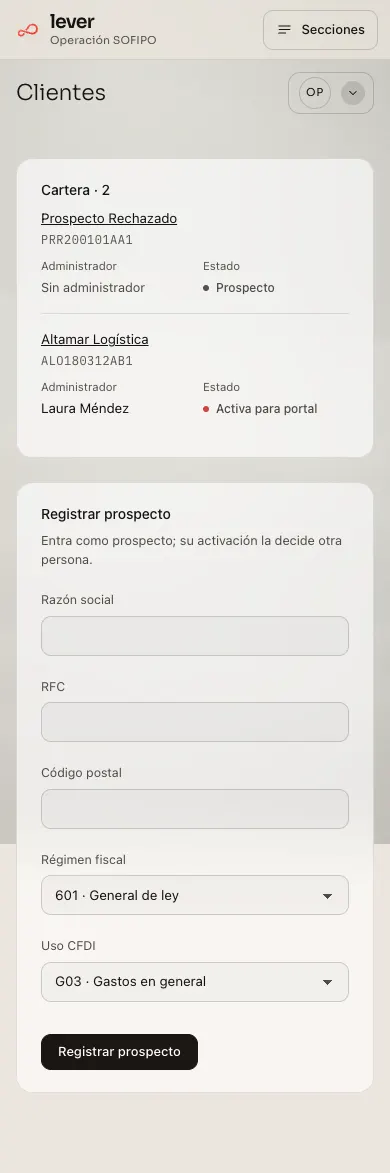 lever
Operación SOFIPO
Secciones
Clientes
OP
Cartera · 2
Prospecto Rechazado
PRR200101AA1
Administrador
Estado
Sin administrador
Prospecto
Altamar Logística
ALO180312AB1
Administrador
Estado
Laura Méndez
Activa para portal
Registrar prospecto
Entra como prospecto; su activación la decide otra
persona.
Razón social
RFC
Código postal
Régimen fiscal
601 · General de ley
Uso CFDI
G03 · Gastos en general
Registrar prospecto